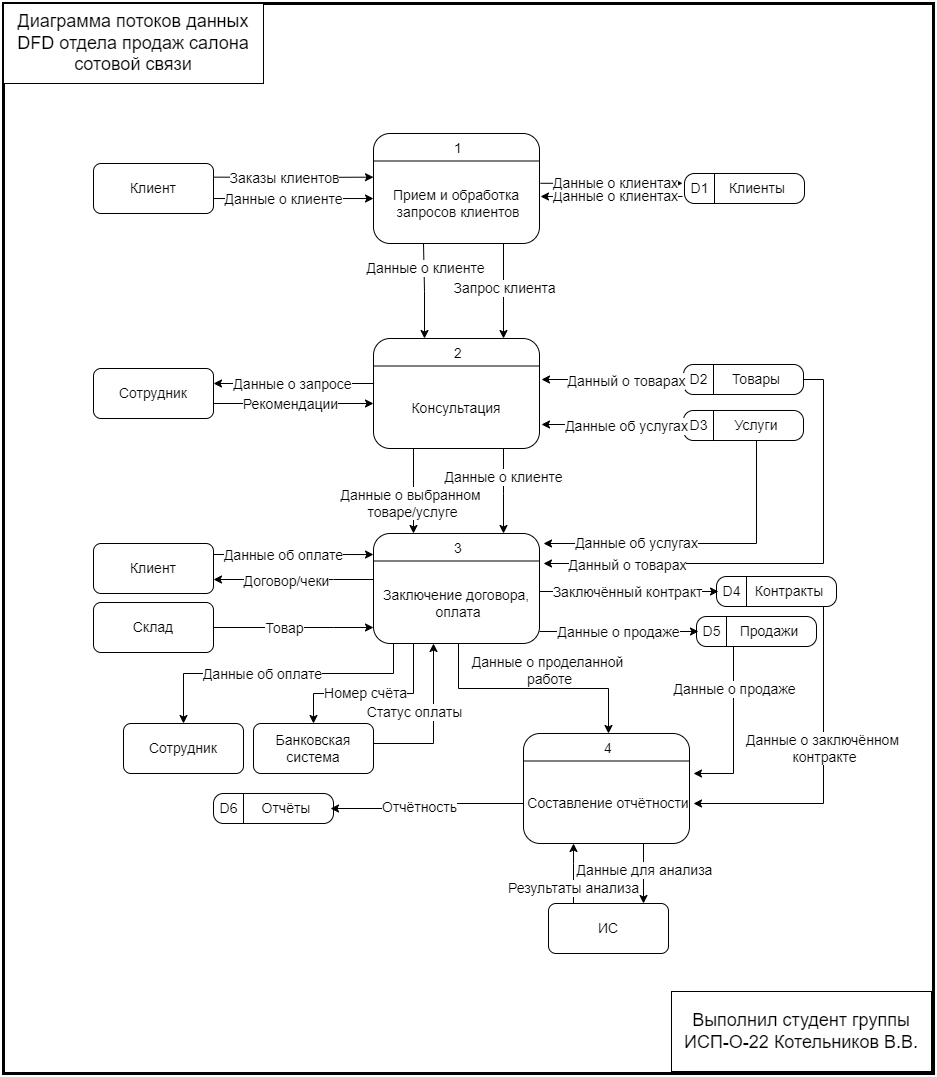 Диаграмма потоков данных
DFD отдела продаж салона
сотовой связи
1
Клиент
Заказы клиентов
Данные о клиенте
Прием и обработка
запросов клиентов
Данные о клиентах
Данные о клиентах
D1
Клиенты
Данные о клиенте
Запрос клиента
2
Сотрудник
Данные о запросе
Рекомендации
Консультация
Данный о товарах
D2
Товары
Данные об услугах
D3
Услуги
Данные о клиенте
Данные о выбранном
товаре/услуге
3
Клиент
Данные об оплате
Договор/чеки
Заключение договора,
оплата
Данные об услугах
Данный о товарах
Заключённый контракт
D4
Контракты
Склад
Товар
Данные о продаже
D5
Продажи
Данные об оплате
Номер счёта
Статус оплаты
Данные о проделанной
работе
Данные о продаже
Сотрудник
Банковская
система
4
Данные о заключённом
контракте
D6
Отчёты
Отчётность
Составление отчётности
Данные для анализа
Результаты анализа
ИС
Выполнил студент группы
ИСП-О-22 Котельников В.В.